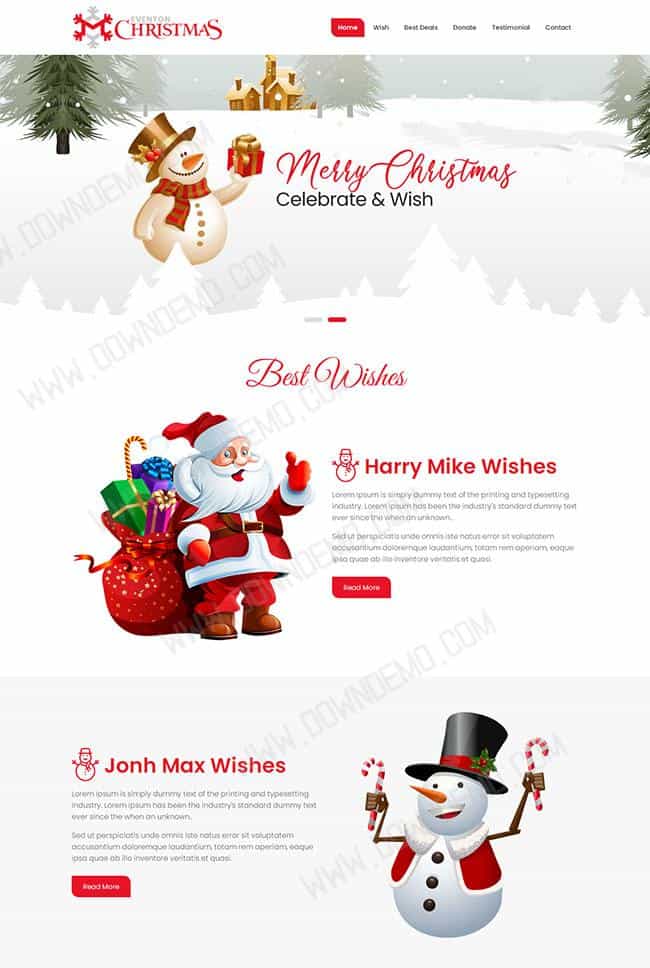 EVENTON
CHRISTMAS
Home Wish Best Deals Donate Testimonial Contact
Merry Christmas
Celebrate & Wish
WWW.DOWNDEMO.COM
Best Wishes
Harry Mike Wishes
Lorem Ipsum is simply dummy text of the printing and typesetting
industry. Lorem Ipsum has been the industry's standard dummy text
ever since the when an unknown..
Sed ut perspiciatis unde omnis iste natus error sit voluptatem
accusantium doloremque laudantium, totam rem aperiam, eaque
ipsa quae ab illo inventore veritatis et quasi.
Read More
WWW.DOWNDEMO.COM
Jonh Max Wishes
Lorem Ipsum is simply dummy text of the printing and typesetting
industry. Lorem Ipsum has been the industry's standard dummy text
ever since the when an unknown..
Sed ut perspiciatis unde omnis iste natus error sit voluptatem
accusantium doloremque laudantium, totam rem aperiam, eaque
ipsa quae ab illo inventore veritatis et quasi.
Read More
WWW.DOWNDEMO.COM